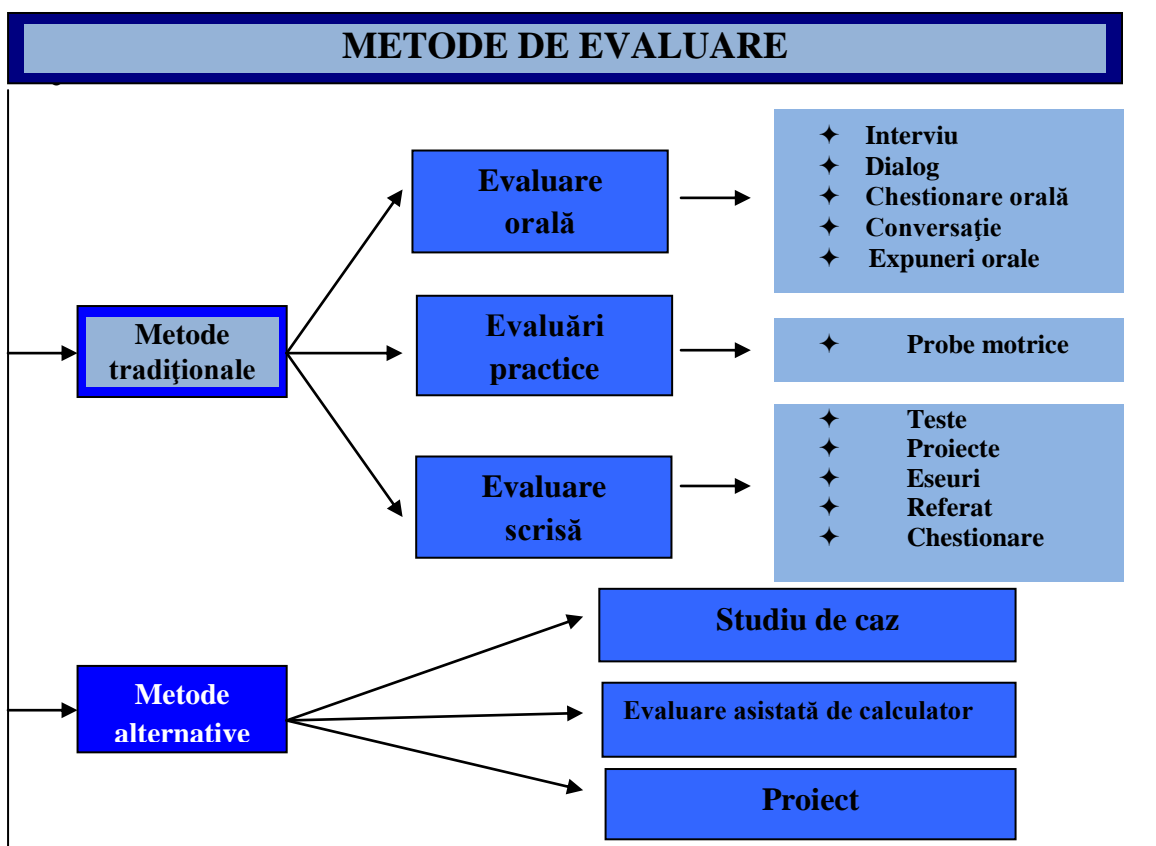 METODE DE EVALUARE
Evaluare
orală
✦ Interviu
✦ Dialog
✦ Chestionare orală
✦ Conversaţie
✦ Expuneri orale
Metode
tradiţionale
Evaluări
practice
✦ Probe motrice
Evaluare
scrisă
✦ Teste
✦ Proiecte
✦ Eseuri
✦ Referat
✦ Chestionare
Metode
alternative
Studiu de caz
Evaluare asistată de calculator
Proiect